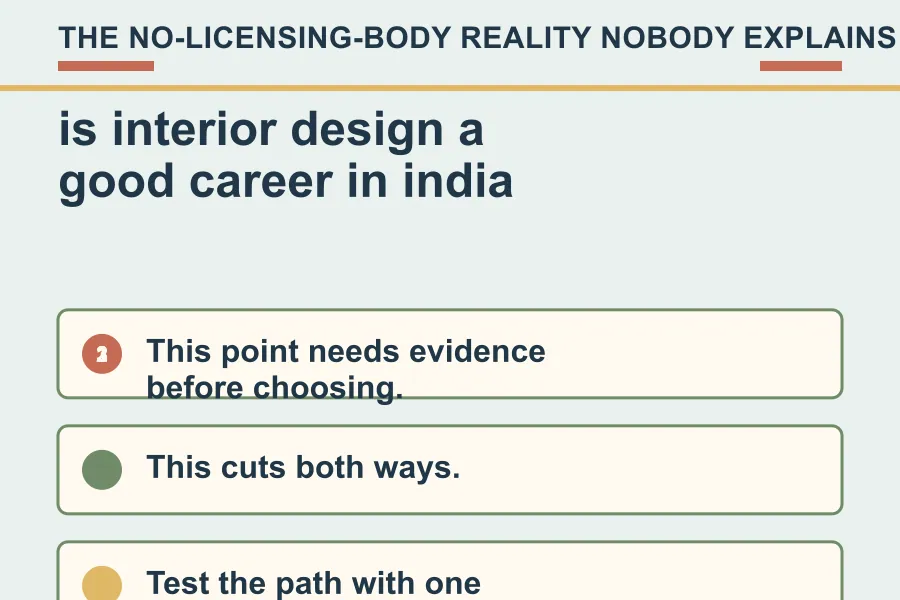 THE NO-LICENSING-BODY REALITY NOBODY EXPLAINS
is interior design a
good career in india
This point needs evidence
before choosing.
This cuts both ways.
Test the path with one